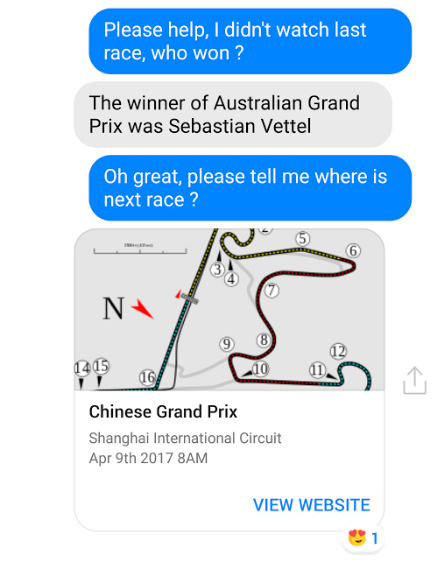 Please help, I didn't watch last
race, who won ?
The winner of Australian Grand
Prix was Sebastian Vettel
Oh great, please tell me where is
next race ?
2
5
6
3
4
7
N
8
9
10
11
12
14 15
16
Chinese Grand Prix
Shanghai International Circuit
Apr 9th 2017 8AM
VIEW WEBSITE
1